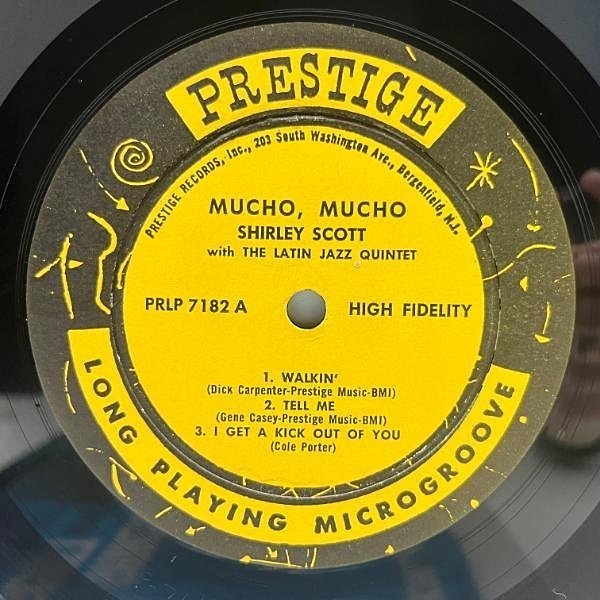 PRESTIGE
PRESTIGE RECORDS, Inc., 203 South Washington Ave., Bergenfield, N.J.
MUCHO, MUCHO
SHIRLEY SCOTT
with THE LATIN JAZZ QUINTET
PRLP 7182 A HIGH FIDELITY
1. WALKIN'
(Dick Carpenter-Prestige Music-BMI)
2. TELL ME
(Gene Casey-Prestige Music-BMI)
3. I GET A KICK OUT OF YOU
(Cole Porter)
LONG PLAYING MICROGROOVE